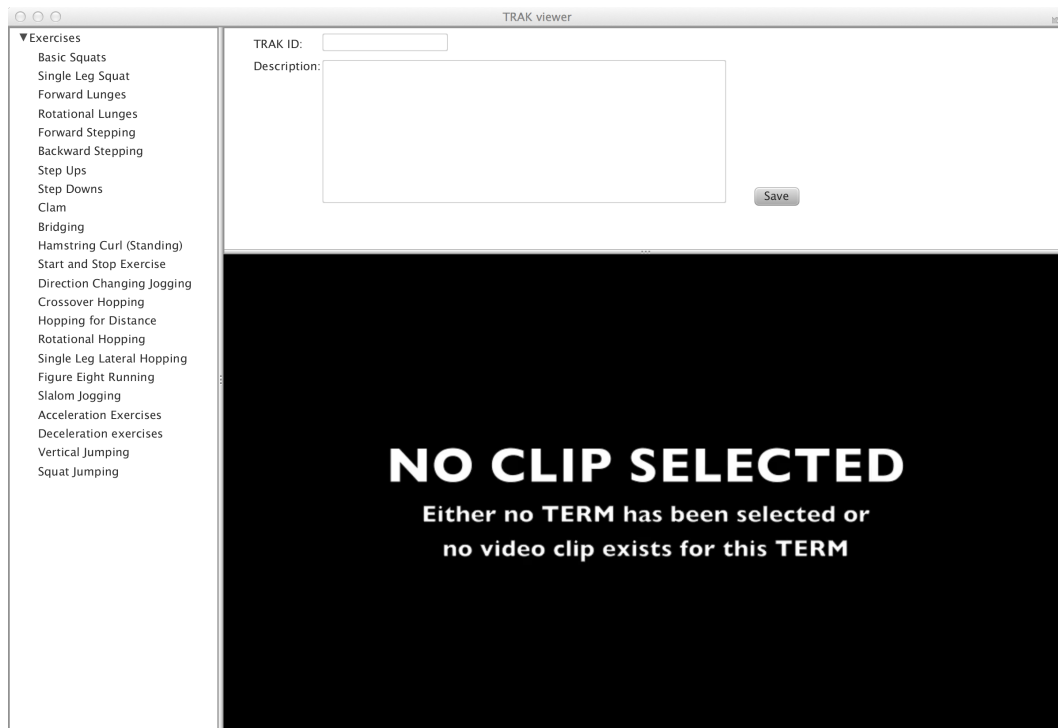 TRAK viewer
▼Exercises
Basic Squats
Single Leg Squat
Forward Lunges
Rotational Lunges
Forward Stepping
Backward Stepping
Step Ups
Step Downs
Clam
Bridging
Hamstring Curl (Standing)
Start and Stop Exercise
Direction Changing Jogging
Crossover Hopping
Hopping for Distance
Rotational Hopping
Single Leg Lateral Hopping
Figure Eight Running
Slalom Jogging
Acceleration Exercises
Deceleration exercises
Vertical Jumping
Squat Jumping
TRAK ID:
Description:
Save
NO CLIP SELECTED
Either no TERM has been selected or
no video clip exists for this TERM